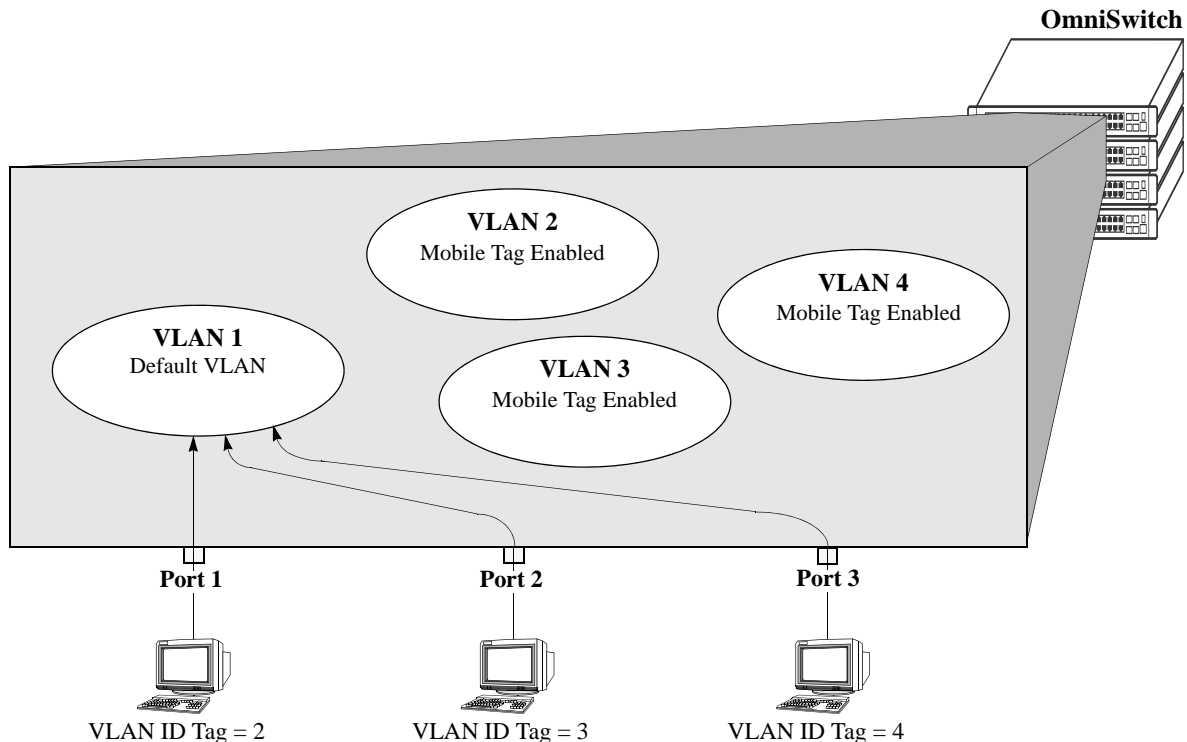 OmniSwitch
VLAN 2
Mobile Tag Enabled
VLAN 4
Mobile Tag Enabled
VLAN 1
Default VLAN
VLAN 3
Mobile Tag Enabled
Port 1
Port 2
Port 3
VLAN ID Tag = 2
VLAN ID Tag = 3
VLAN ID Tag = 4